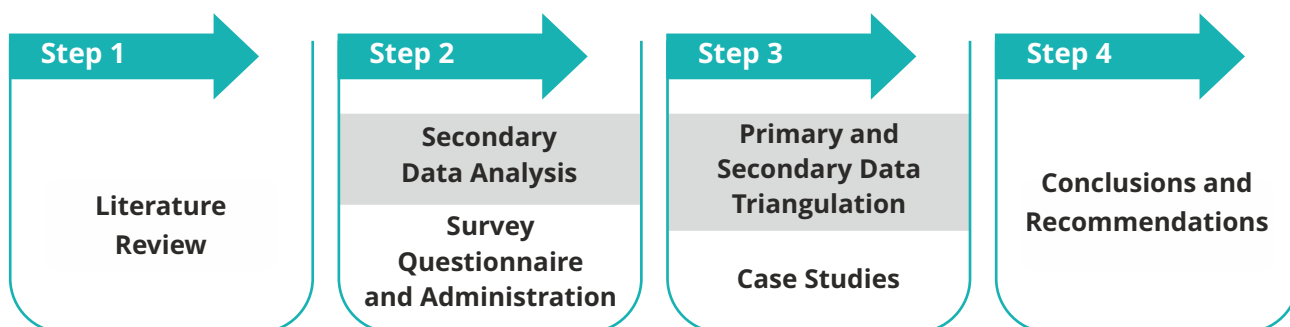 Step 1
Literature
Review
Step 2
Secondary
Data Analysis
Survey
Questionnaire
and Administration
Step 3
Primary and
Secondary Data
Triangulation
Case Studies
Step 4
Conclusions and
Recommendations